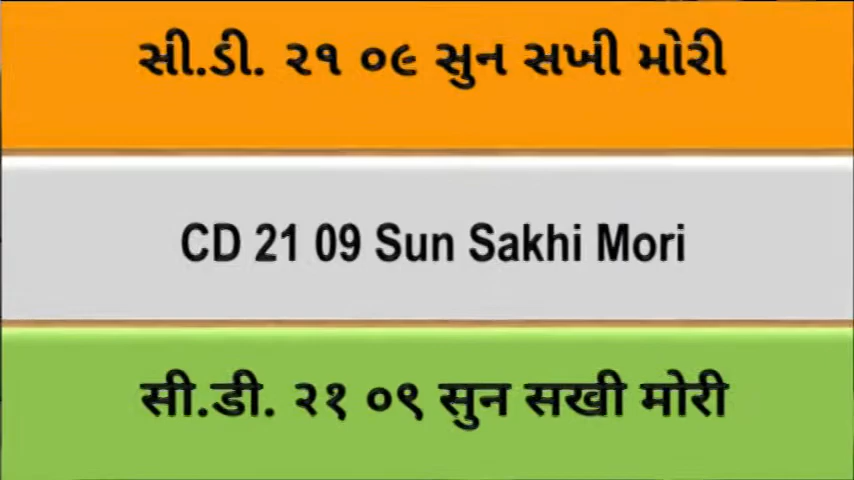 સી.ડી. ૨૧ ૦૯ સુન સખી મોરી
CD 21 09 Sun Sakhi Mori
सी.डी. २१ ०९ सुन सखी मोरी